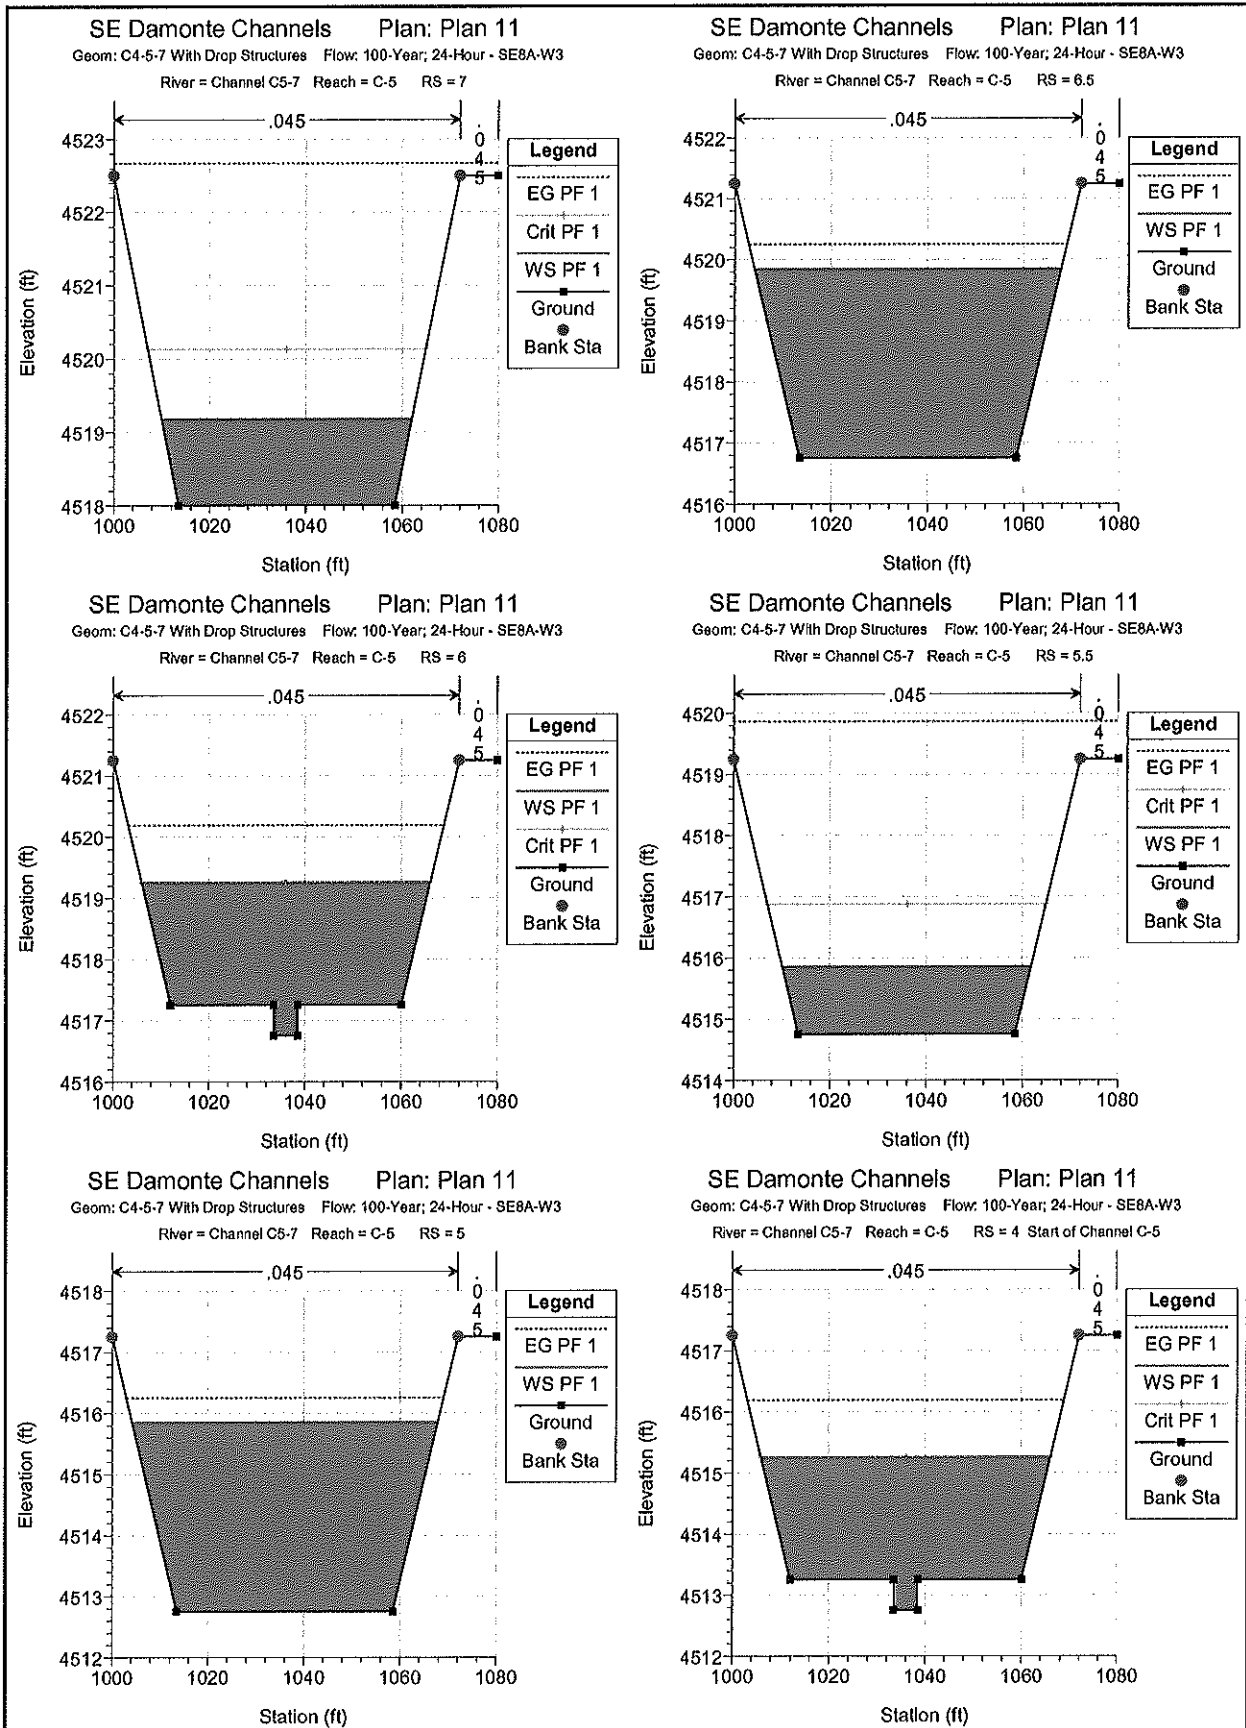 SE Damonte Channels Plan: Plan 11
Geom: C4-5-7 With Drop Structures Flow: 100-Year; 24-Hour - SE8A-W3
River = Channel C5-7 Reach = C-5 RS = 7
.045
.045
4523
4522
4521
4520
4519
4518
Elevation (ft)
1000 1020 1040 1060 1080
Station (ft)
Legend
EG PF 1
Crit PF 1
WS PF 1
Ground
Bank Sta
SE Damonte Channels Plan: Plan 11
Geom: C4-5-7 With Drop Structures Flow: 100-Year; 24-Hour - SE8A-W3
River = Channel C5-7 Reach = C-5 RS = 6.5
.045
.045
4522
4521
4520
4519
4518
4517
4516
Elevation (ft)
1000 1020 1040 1060 1080
Station (ft)
Legend
EG PF 1
WS PF 1
Ground
Bank Sta
SE Damonte Channels Plan: Plan 11
Geom: C4-5-7 With Drop Structures Flow: 100-Year; 24-Hour - SE8A-W3
River = Channel C5-7 Reach = C-5 RS = 6
.045
.045
4522
4521
4520
4519
4518
4517
4516
Elevation (ft)
1000 1020 1040 1060 1080
Station (ft)
Legend
EG PF 1
WS PF 1
Crit PF 1
Ground
Bank Sta
SE Damonte Channels Plan: Plan 11
Geom: C4-5-7 With Drop Structures Flow: 100-Year; 24-Hour - SE8A-W3
River = Channel C5-7 Reach = C-5 RS = 5.5
.045
.045
4520
4519
4518
4517
4516
4515
4514
Elevation (ft)
1000 1020 1040 1060 1080
Station (ft)
Legend
EG PF 1
Crit PF 1
WS PF 1
Ground
Bank Sta
SE Damonte Channels Plan: Plan 11
Geom: C4-5-7 With Drop Structures Flow: 100-Year; 24-Hour - SE8A-W3
River = Channel C5-7 Reach = C-5 RS = 5
.045
.045
4518
4517
4516
4515
4514
4513
4512
Elevation (ft)
1000 1020 1040 1060 1080
Station (ft)
Legend
EG PF 1
WS PF 1
Ground
Bank Sta
SE Damonte Channels Plan: Plan 11
Geom: C4-5-7 With Drop Structures Flow: 100-Year; 24-Hour - SE8A-W3
River = Channel C5-7 Reach = C-5 RS = 4 Start of Channel C-5
.045
.045
4518
4517
4516
4515
4514
4513
4512
Elevation (ft)
1000 1020 1040 1060 1080
Station (ft)
Legend
EG PF 1
WS PF 1
Crit PF 1
Ground
Bank Sta